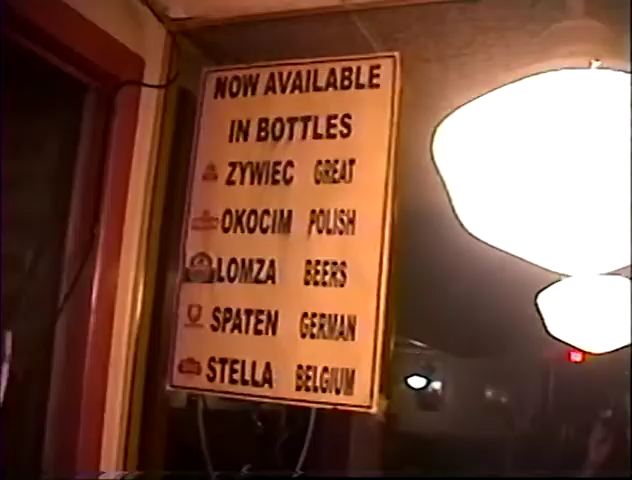 NOW AVAILABLE
IN BOTTLES
ZYWIEC GREAT
OKOCIM POLISH
LOMZA BEERS
SPATEN GERMAN
STELLA BELGIUM